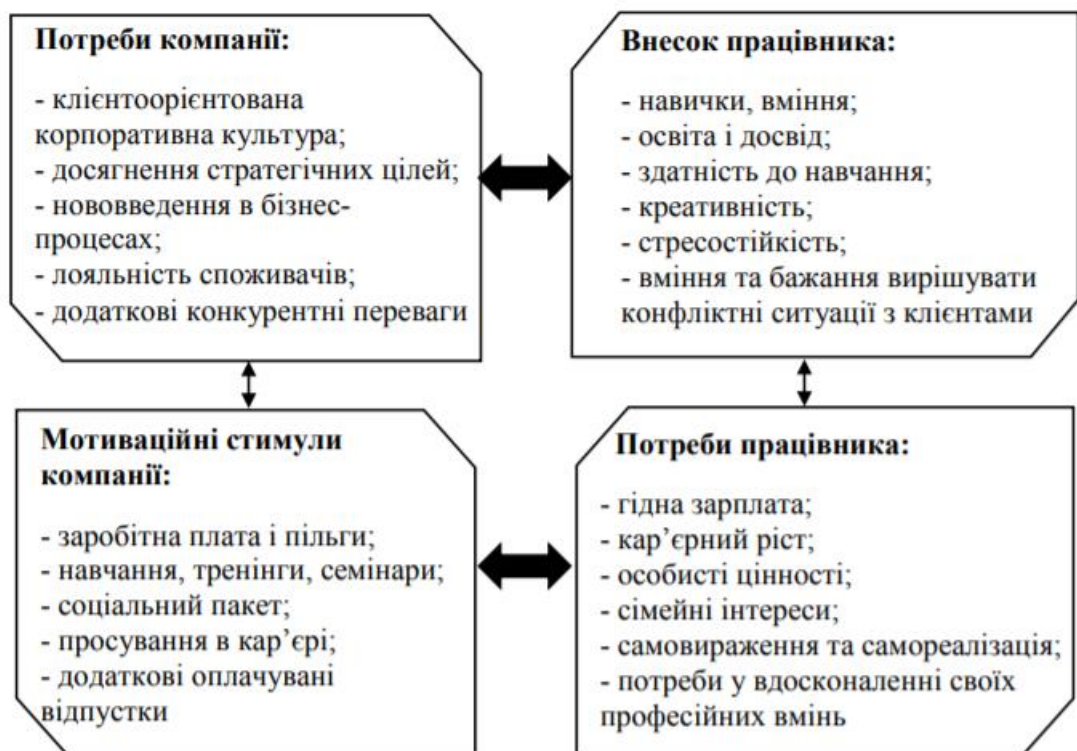 Потреби компанії:
- клієнтоорієнтована
корпоративна культура;
- досягнення стратегічних цілей;
- нововведення в бізнес-
процесах;
- лояльність споживачів;
- додаткові конкурентні переваги
Внесок працівника:
- навички, вміння;
- освіта і досвід;
- здатність до навчання;
- креативність;
- стресостійкість;
- вміння та бажання вирішувати
конфліктні ситуації з клієнтами
Мотиваційні стимули
компанії:
- заробітна плата і пільги;
- навчання, тренінги, семінари;
- соціальний пакет;
- просування в кар’єрі;
- додаткові оплачувані
відпустки
Потреби працівника:
- гідна зарплата;
- кар’єрний ріст;
- особисті цінності;
- сімейні інтереси;
- самовираження та самореалізація;
- потреби у вдосконаленні своїх
професійних вмінь